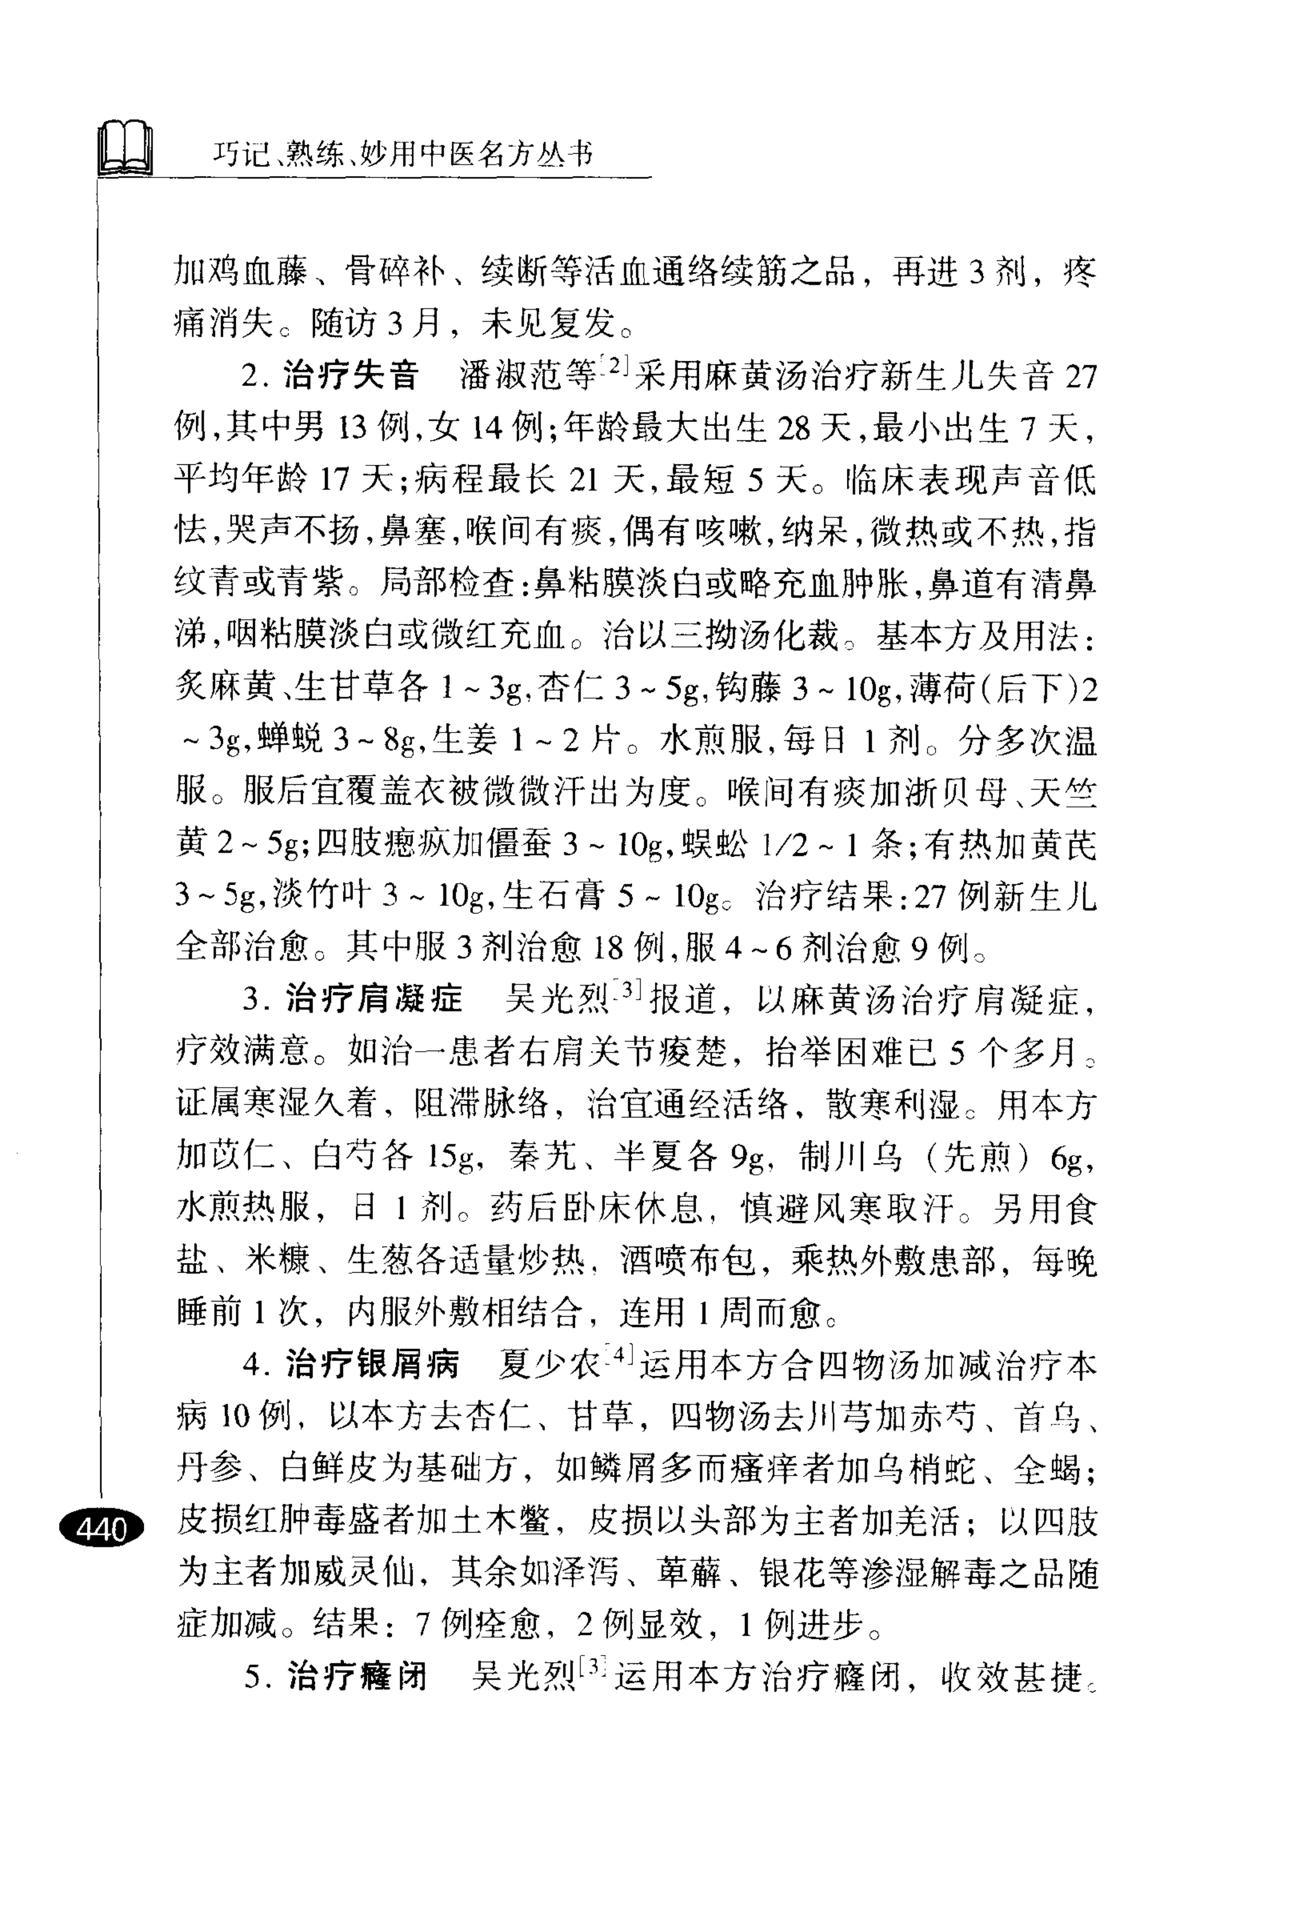 巧记、熟练、妙用中医名方丛书
加鸡血藤、骨碎补、续断等活血通络续筋之品，再进3剂，疼
痛消失。随访3月，未见复发。
2. 治疗失音 潘淑范等[2]采用麻黄汤治疗新生儿失音27
例,其中男13例,女14例;年龄最大出生28天,最小出生7天,
平均年龄17天;病程最长21天,最短5天。临床表现声音低
怯,哭声不扬,鼻塞,喉间有痰,偶有咳嗽,纳呆,微热或不热,指
纹青或青紫。局部检查:鼻粘膜淡白或略充血肿胀,鼻道有清鼻
涕,咽粘膜淡白或微红充血。治以三拗汤化裁。基本方及用法:
炙麻黄、生甘草各1~3g,杏仁3~5g,钩藤3~10g,薄荷(后下)2
~3g,蝉蜕3~8g,生姜1~2片。水煎服,每日1剂。分多次温
服。服后宜覆盖衣被微微汗出为度。喉间有痰加浙贝母、天竺
黄2~5g;四肢瘛疭加僵蚕3~10g,蜈蚣1/2~1条;有热加黄芪
3~5g,淡竹叶3~10g,生石膏5~10g。治疗结果:27例新生儿
全部治愈。其中服3剂治愈18例,服4~6剂治愈9例。
3. 治疗肩凝症 吴光烈[3]报道，以麻黄汤治疗肩凝症，
疗效满意。如治一患者右肩关节痠楚，抬举困难已5个多月。
证属寒湿久着，阻滞脉络，治宜通经活络，散寒利湿。用本方
加苡仁、白芍各15g，秦艽、半夏各9g，制川乌（先煎）6g，
水煎热服，日1剂。药后卧床休息，慎避风寒取汗。另用食
盐、米糠、生葱各适量炒热，酒喷布包，乘热外敷患部，每晚
睡前1次，内服外敷相结合，连用1周而愈。
4. 治疗银屑病 夏少农[4]运用本方合四物汤加减治疗本
病10例，以本方去杏仁、甘草，四物汤去川芎加赤芍、首乌、
丹参、白鲜皮为基础方，如鳞屑多而瘙痒者加乌梢蛇、全蝎；
皮损红肿毒盛者加土木鳖，皮损以头部为主者加羌活；以四肢
为主者加威灵仙，其余如泽泻、萆薢、银花等渗湿解毒之品随
症加减。结果：7例痊愈，2例显效，1例进步。
5. 治疗癃闭 吴光烈[3]运用本方治疗癃闭，收效甚捷。
440